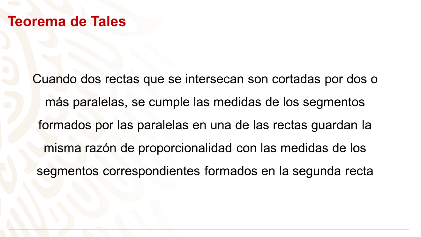 Teorema de Tales
Cuando dos rectas que se intersecan son cortadas por dos o
más paralelas, se cumple las medidas de los segmentos
formados por las paralelas en una de las rectas guardan la
misma razón de proporcionalidad con las medidas de los
segmentos correspondientes formados en la segunda recta